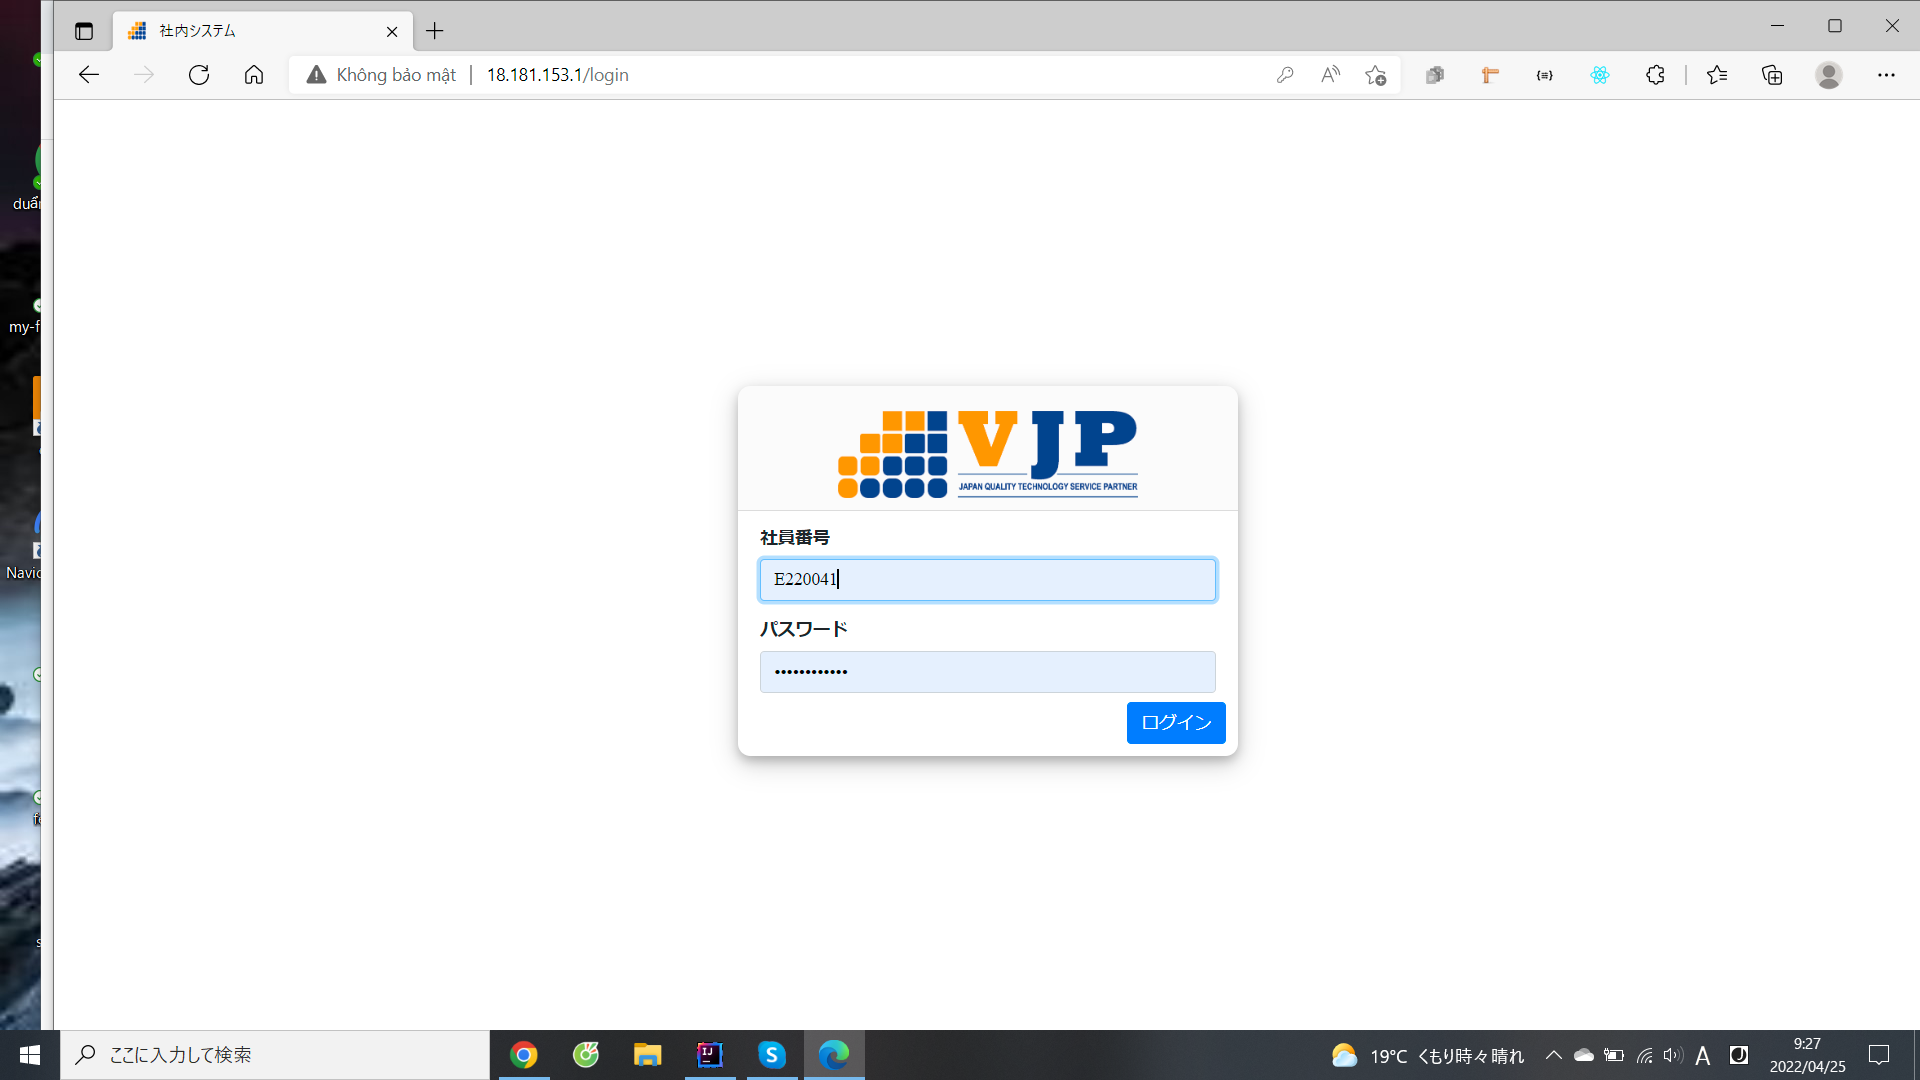 社内システム
Không bảo mật
18.181.153.1/login
my-f
Navic
VJP
JAPAN QUALITY TECHNOLOGY SERVICE PARTNER
社員番号
E220041
パスワード
ログイン
ここに入力して検索
19°C くもり時々晴れ
A
9:27
2022/04/25